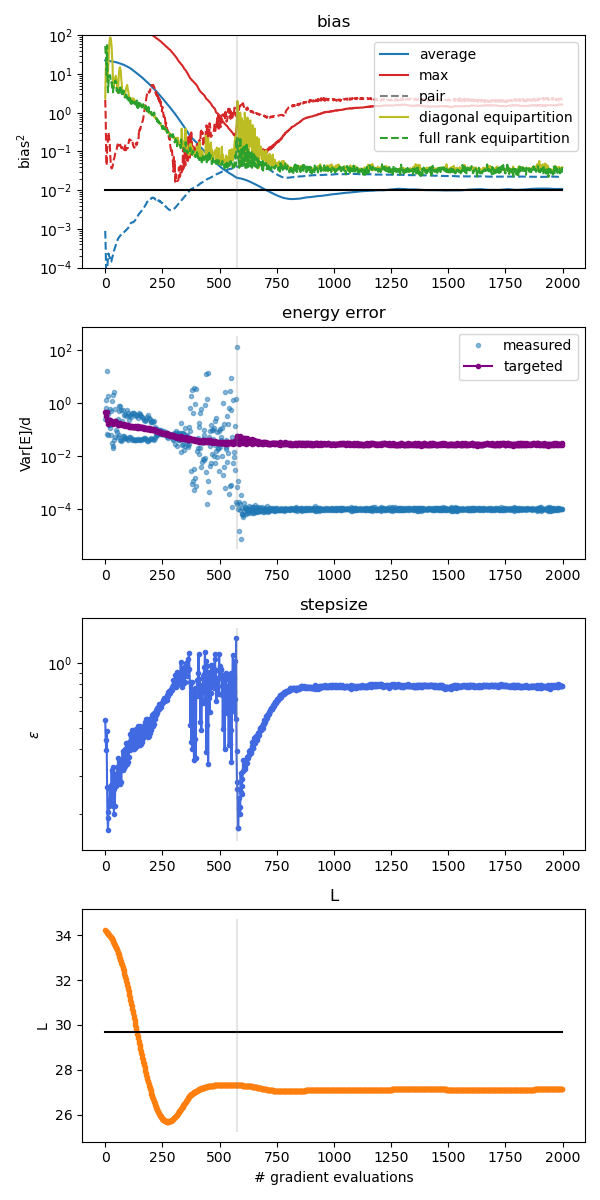 bias
bias²
10²
10¹
10⁰
10⁻¹
10⁻²
10⁻³
10⁻⁴
average
max
pair
diagonal equipartition
full rank equipartition
0 250 500 750 1000 1250 1500 1750 2000
energy error
Var[E]/d
10²
10⁰
10⁻²
10⁻⁴
measured
targeted
0 250 500 750 1000 1250 1500 1750 2000
stepsize
ε
10⁰
0 250 500 750 1000 1250 1500 1750 2000
L
L
34
32
30
28
26
0 250 500 750 1000 1250 1500 1750 2000
# gradient evaluations